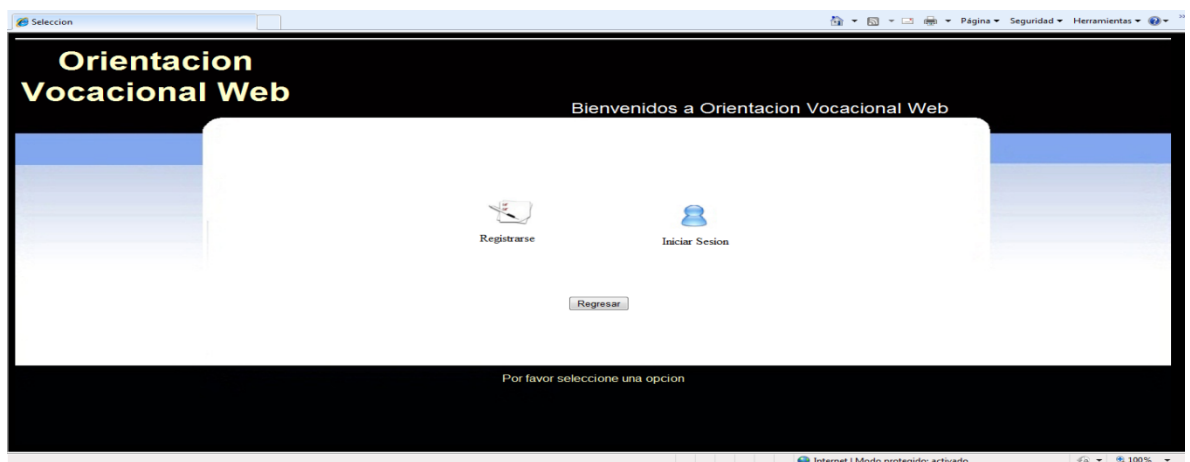 Seleccion
Página Seguridad Herramientas
Orientacion
Vocacional Web
Bienvenidos a Orientacion Vocacional Web
Registrarse
Iniciar Sesion
Regresar
Por favor seleccione una opcion
Internet | Modo protegido: activado
100%